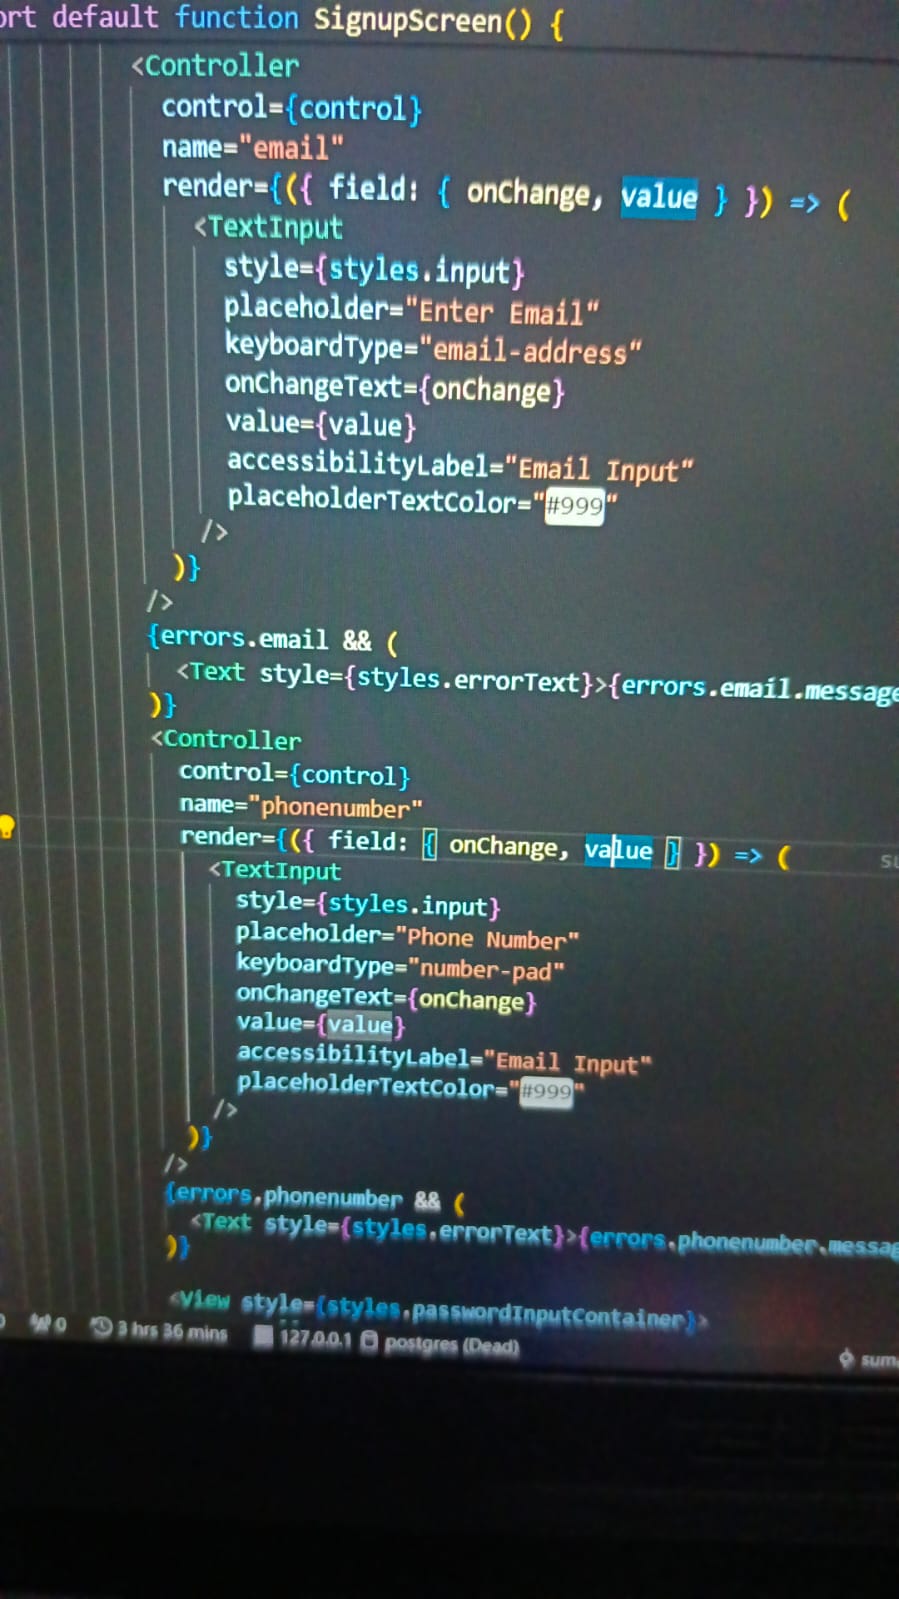 ort default function SignupScreen() {
<Controller
control={control}
name="email"
render={({ field: { onChange, value } }) => (
<TextInput
style={styles.input}
placeholder="Enter Email"
keyboardType="email-address"
onChangeText={onChange}
value={value}
accessibilityLabel="Email Input"
placeholderTextColor="#999"
/>
)}
/>
{errors.email && (
<Text style={styles.errorText}>{errors.email.message
)}
<Controller
control={control}
name="phonenumber"
render={({ field: { onChange, value } }) => (
<TextInput
style={styles.input}
placeholder="Phone Number"
keyboardType="number-pad"
onChangeText={onChange}
value={value}
accessibilityLabel="Email Input"
placeholderTextColor="#999"
/>
)}
/>
{errors.phonenumber && (
<Text style={styles.errorText}>{errors.phonenumber.messag
)}
<View style={styles.passwordInputContainer}>
0 3 hrs 36 mins 127.0.0.1 postgres (Dead)